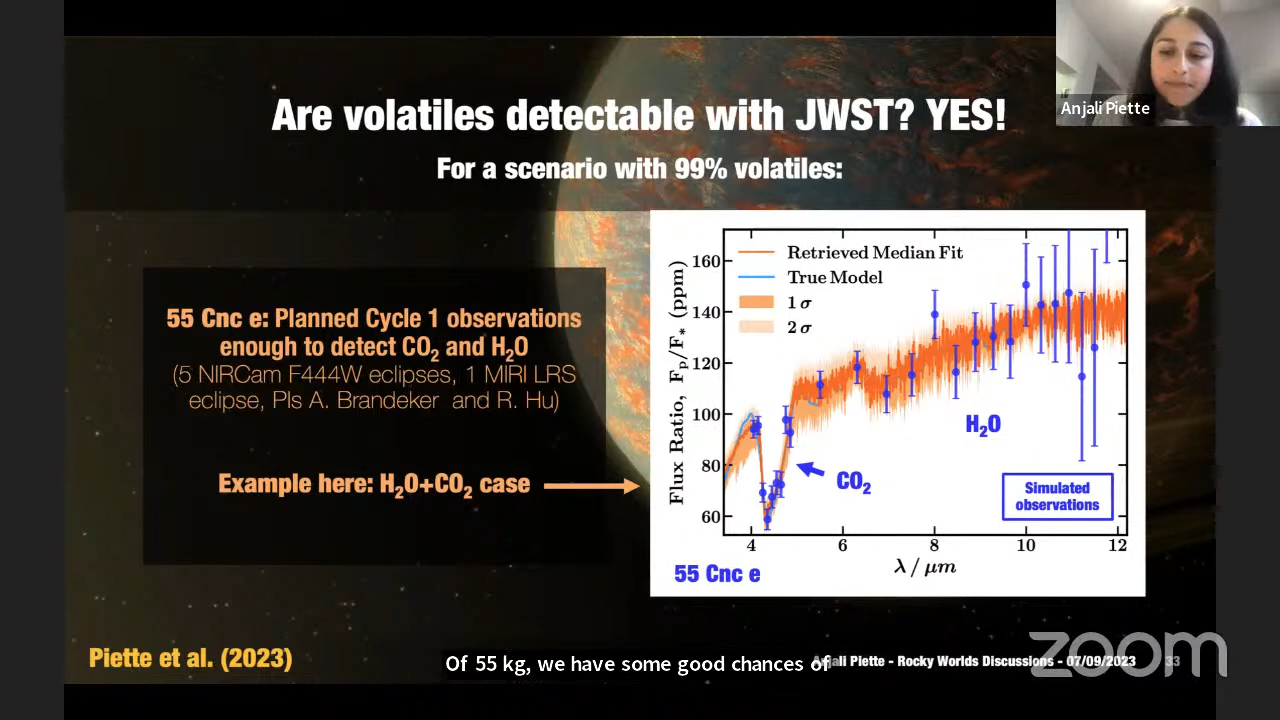 Anjali Piette
Are volatiles detectable with JWST? YES!
For a scenario with 99% volatiles:
55 Cnc e: Planned Cycle 1 observations
enough to detect CO₂ and H₂O
(5 NIRCam F444W eclipses, 1 MIRI LRS
eclipse, PIs A. Brandeker and R. Hu)
Example here: H₂O+CO₂ case
Flux Ratio, Fp/F* (ppm)
160
140
120
100
80
60
Retrieved Median Fit
True Model
1 σ
2 σ
H₂O
CO₂
Simulated
observations
4 6 8 10 12
λ / μm
55 Cnc e
Piette et al. (2023)
Of 55 kg, we have some good chances of
Anjali Piette - Rocky Worlds Discussions - 07/09/2023 33
zoom